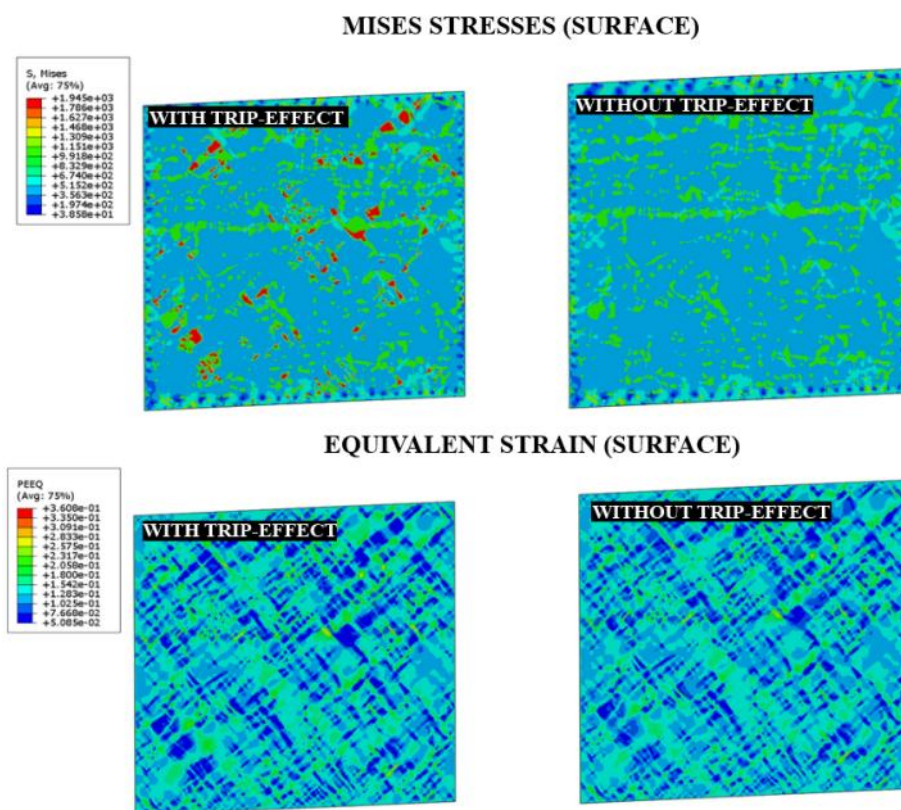 MISES STRESSES (SURFACE)
S, Mises
(Avg: 75%)
+1.945e+03
+1.786e+03
+1.627e+03
+1.468e+03
+1.309e+03
+1.151e+03
+9.918e+02
+8.329e+02
+6.740e+02
+5.152e+02
+3.563e+02
+1.974e+02
+3.858e+01
WITH TRIP-EFFECT
WITHOUT TRIP-EFFECT
EQUIVALENT STRAIN (SURFACE)
PEEQ
(Avg: 75%)
+3.608e-01
+3.350e-01
+3.091e-01
+2.833e-01
+2.575e-01
+2.317e-01
+2.058e-01
+1.800e-01
+1.542e-01
+1.283e-01
+1.025e-01
+7.668e-02
+5.085e-02
WITH TRIP-EFFECT
WITHOUT TRIP-EFFECT